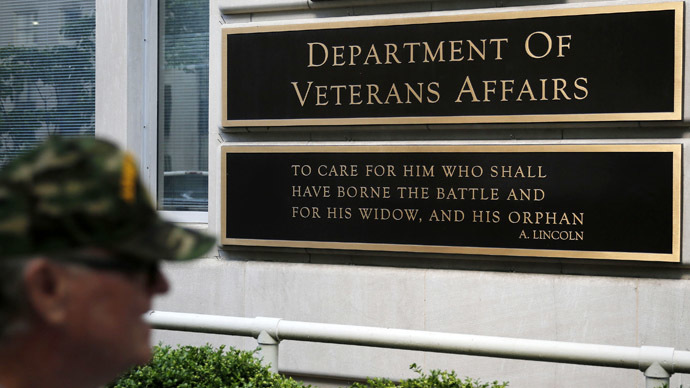 DEPARTMENT OF
VETERANS AFFAIRS
TO CARE FOR HIM WHO SHALL
HAVE BORNE THE BATTLE AND
FOR HIS WIDOW, AND HIS ORPHAN
A. LINCOLN